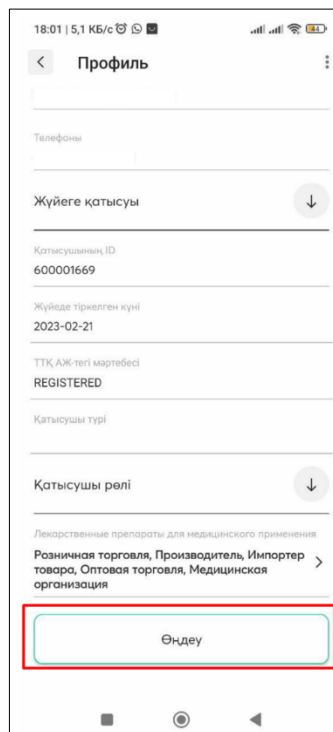 18:01 | 5,1 КБ/с
44
Профиль
Телефоны
Жүйеге қатысуы
Қатысушының ID
600001669
Жүйеде тіркелген күні
2023-02-21
ТТҚ АЖ-тегі мәртебесі
REGISTERED
Қатысушы түрі
Қатысушы рөлі
Лекарственные препараты для медицинского применения
Розничная торговля, Производитель, Импортер
товара, Оптовая торговля, Медицинская
организация
Өңдеу